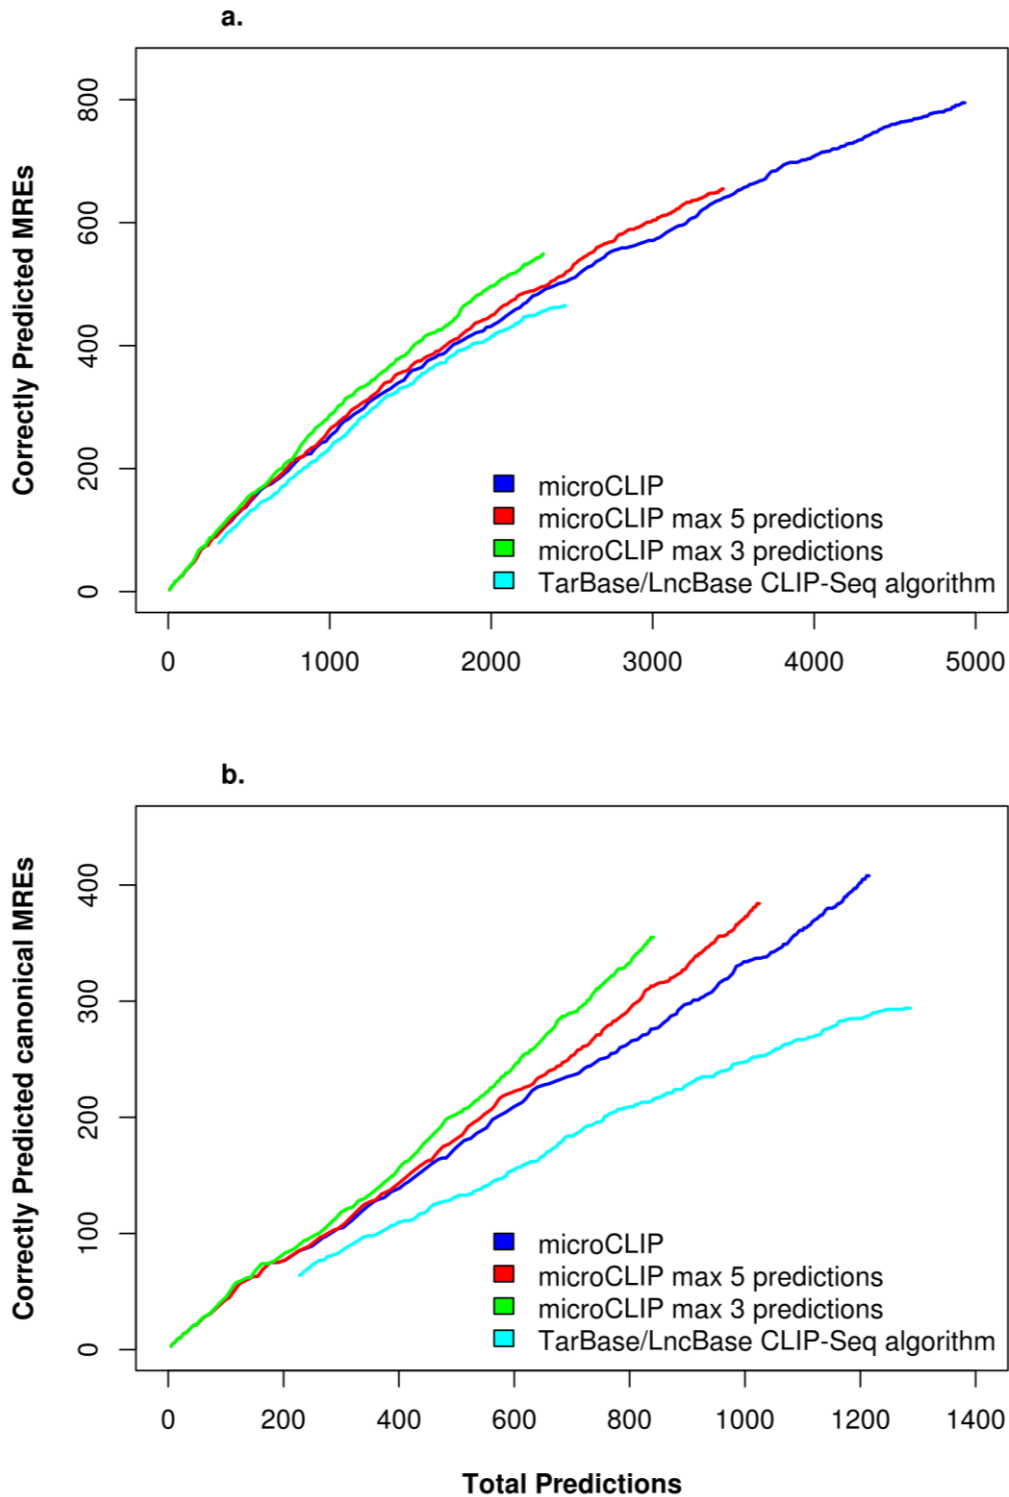 a.
Correctly Predicted MREs
800
600
400
200
0
microCLIP
microCLIP max 5 predictions
microCLIP max 3 predictions
TarBase/LncBase CLIP-Seq algorithm
0 1000 2000 3000 4000 5000
b.
Correctly Predicted canonical MREs
400
300
200
100
0
microCLIP
microCLIP max 5 predictions
microCLIP max 3 predictions
TarBase/LncBase CLIP-Seq algorithm
0 200 400 600 800 1000 1200 1400
Total Predictions